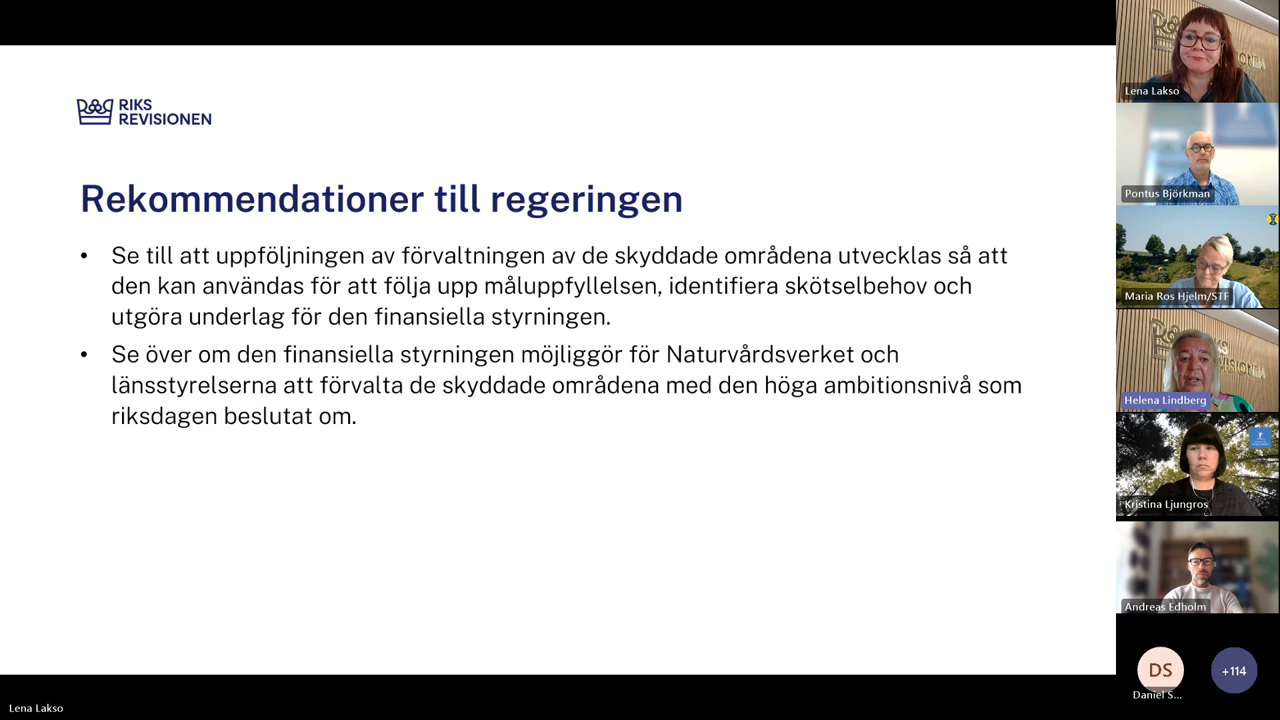 RIKS
REVISIONEN
Rekommendationer till regeringen
• Se till att uppföljningen av förvaltningen av de skyddade områdena utvecklas så att
den kan användas för att följa upp måluppfyllelsen, identifiera skötselbehov och
utgöra underlag för den finansiella styrningen.
• Se över om den finansiella styrningen möjliggör för Naturvårdsverket och
länsstyrelserna att förvalta de skyddade områdena med den höga ambitionsnivå som
riksdagen beslutat om.
Lena Lakso
Lena Lakso
Pontus Björkman
Maria Ros Hjelm/STF
Helena Lindberg
Kristina Ljungros
Andreas Edholm
DS
Daniel S...
+114